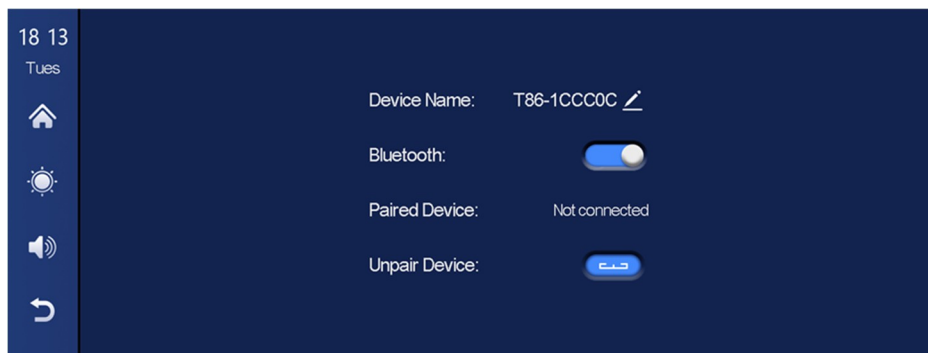 18 13
Tues
Device Name: T86-1CCC0C
Bluetooth:
Paired Device: Not connected
Unpair Device: